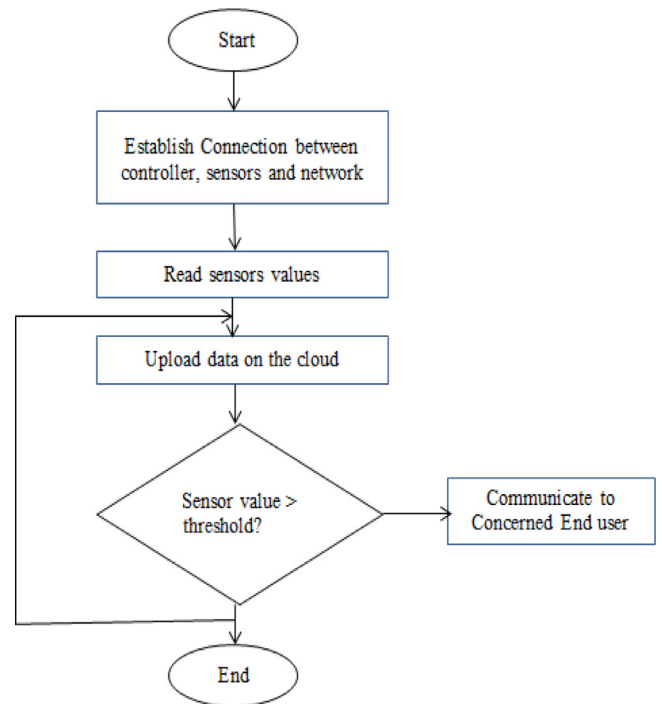 Start
Establish Connection between
controller, sensors and network
Read sensors values
Upload data on the cloud
Sensor value >
threshold?
Communicate to
Concerned End user
End